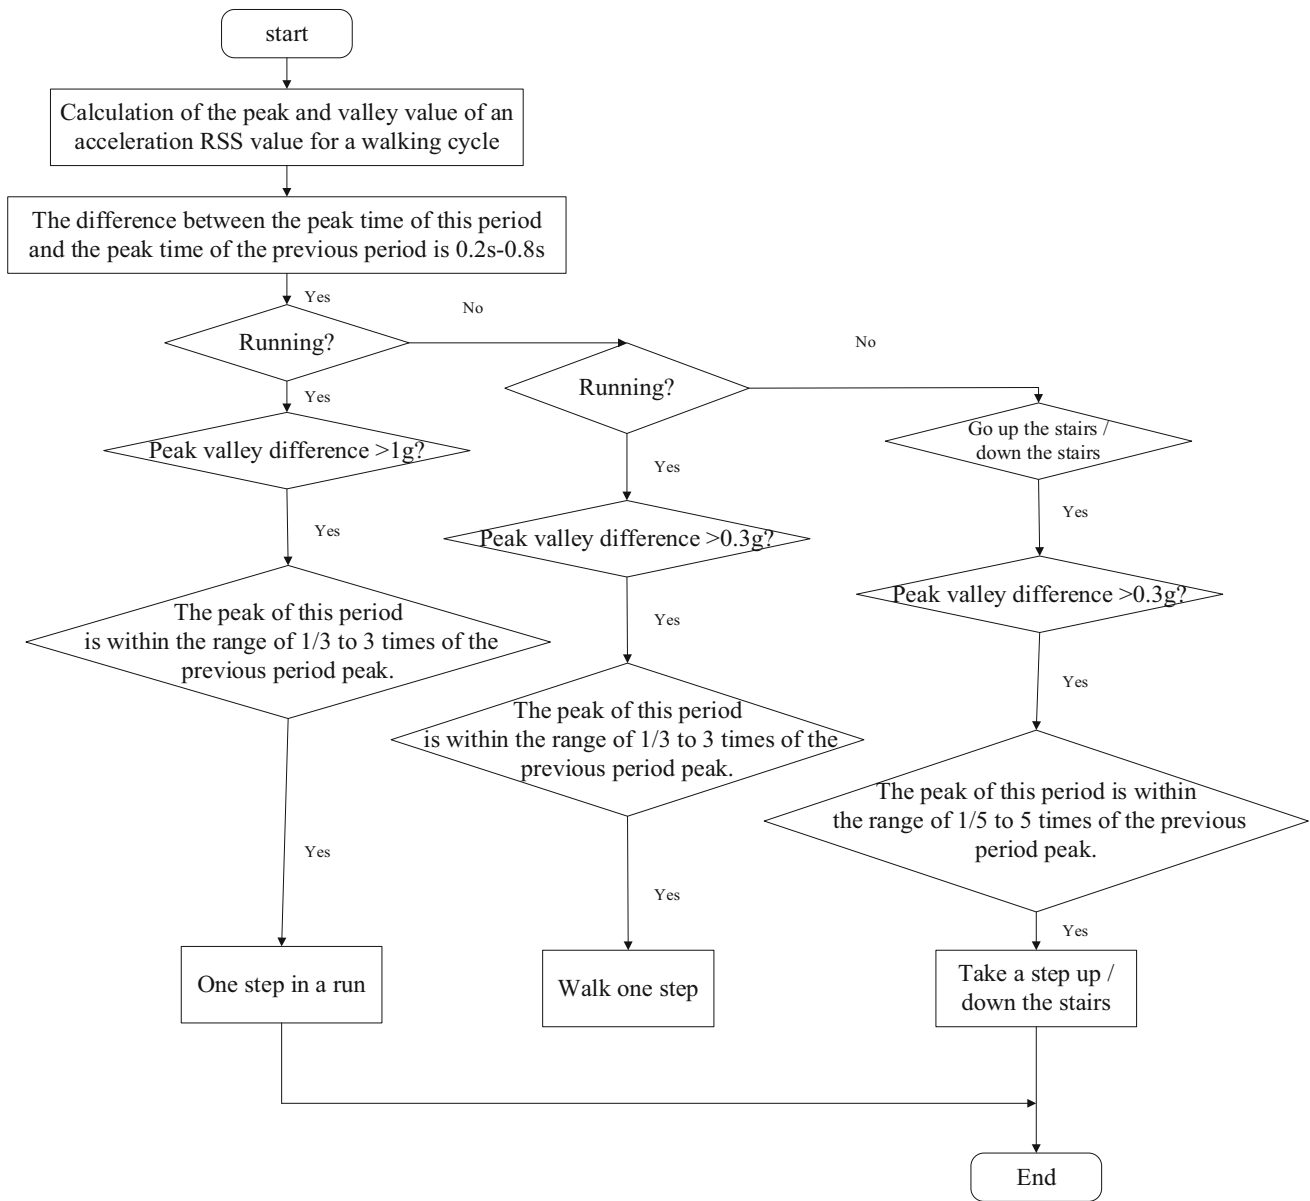 start
Calculation of the peak and valley value of an
acceleration RSS value for a walking cycle
The difference between the peak time of this period
and the peak time of the previous period is 0.2s-0.8s
Yes
No
Running?
No
Running?
Yes
Go up the stairs /
down the stairs
Peak valley difference >1g?
Yes
Yes
Yes
Peak valley difference >0.3g?
Peak valley difference >0.3g?
The peak of this period
is within the range of 1/3 to 3 times of the
previous period peak.
Yes
Yes
The peak of this period
is within the range of 1/3 to 3 times of the
previous period peak.
The peak of this period is within
the range of 1/5 to 5 times of the previous
period peak.
Yes
Yes
Yes
One step in a run
Walk one step
Take a step up /
down the stairs
End